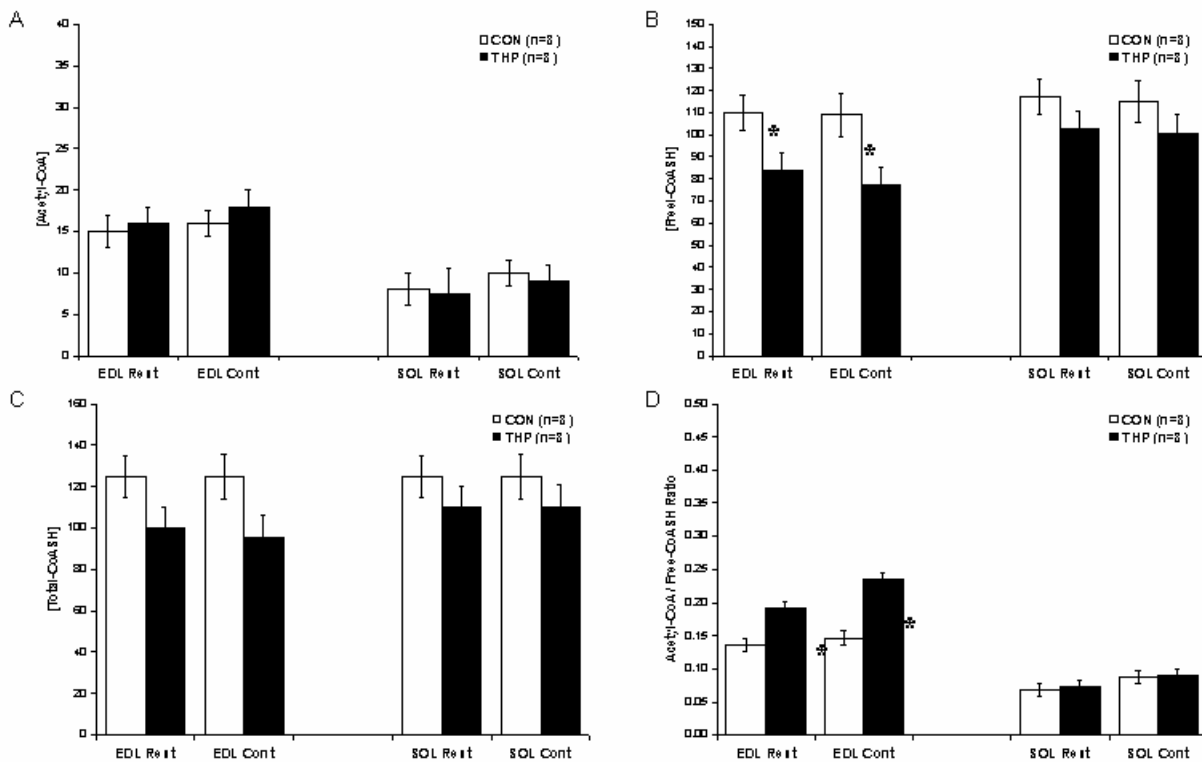 A
[Acetyl-CoA]
40
35
30
25
20
15
10
5
0
CON (n=8)
THP (n=8)
EDL Rest
EDL Cont
SOL Rest
SOL Cont
B
[Free-CoASH]
150
140
130
120
110
100
90
80
70
60
50
40
30
20
10
0
CON (n=8)
THP (n=8)
*
*
EDL Rest
EDL Cont
SOL Rest
SOL Cont
C
[Total-CoASH]
160
140
120
100
80
60
40
20
0
CON (n=8)
THP (n=8)
EDL Rest
EDL Cont
SOL Rest
SOL Cont
D
Acetyl-CoA / Free-CoASH Ratio
0.50
0.45
0.40
0.35
0.30
0.25
0.20
0.15
0.10
0.05
0.00
CON (n=8)
THP (n=8)
*
*
EDL Rest
EDL Cont
SOL Rest
SOL Cont